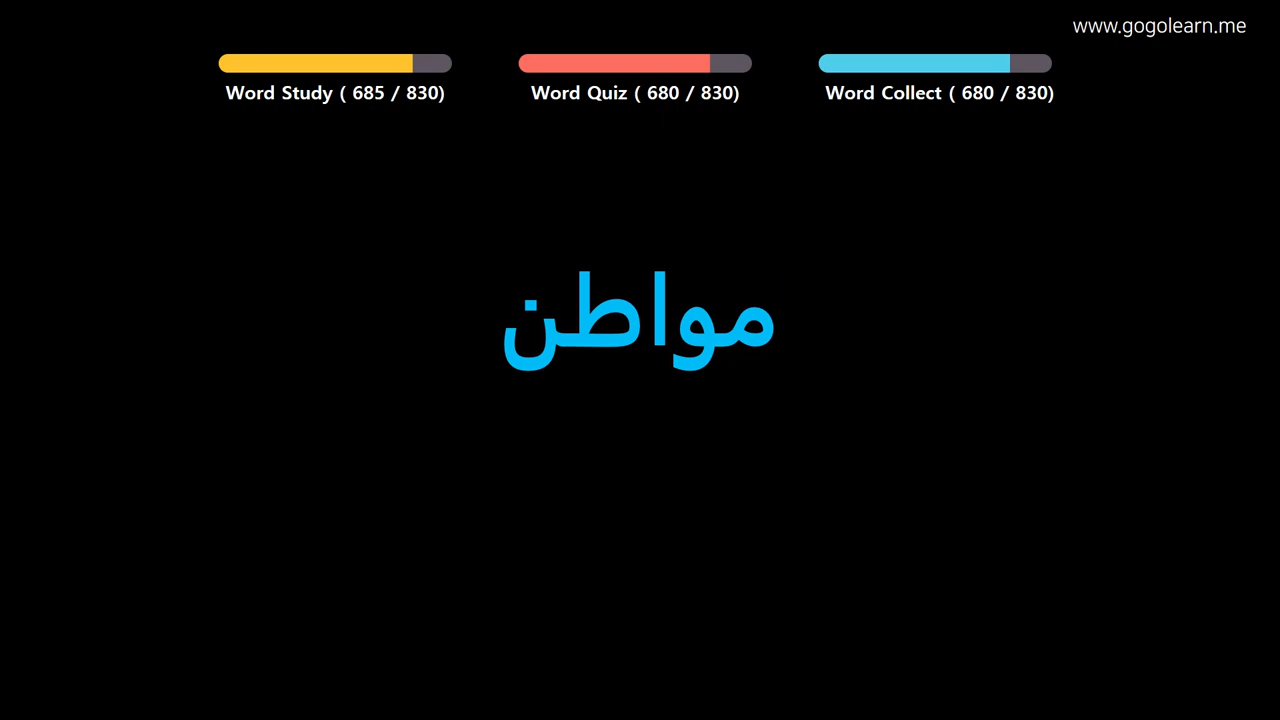 www.gogolearn.me
Word Study ( 685 / 830)
Word Quiz ( 680 / 830)
Word Collect ( 680 / 830)
مواطن